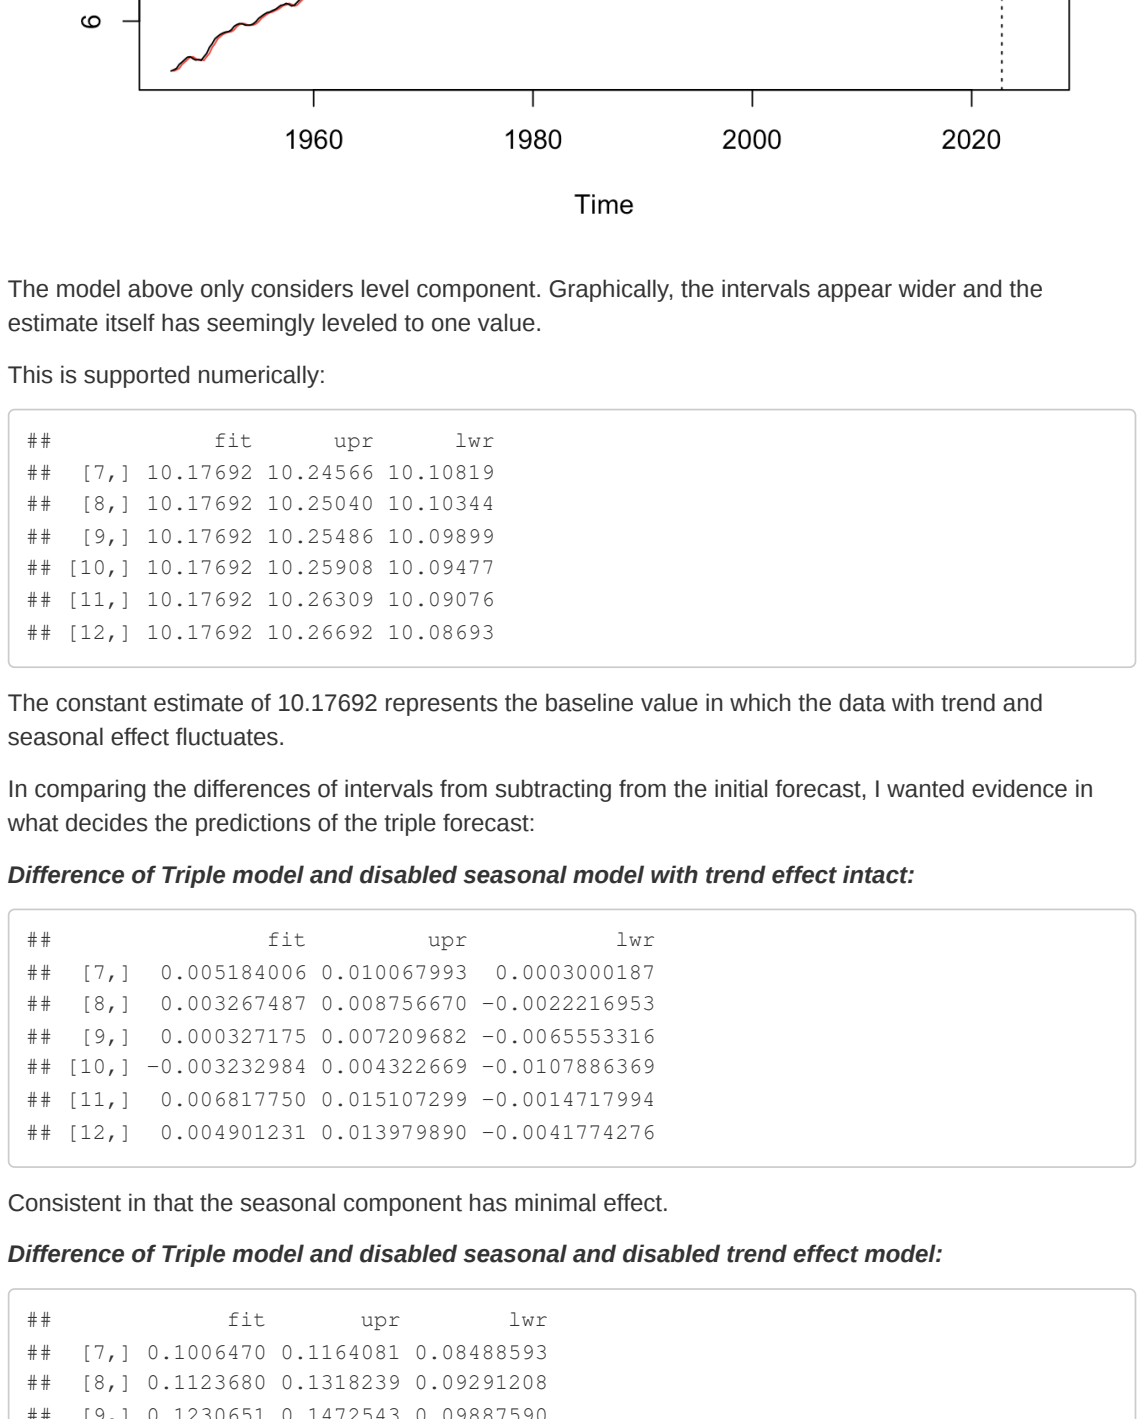 6
1960 1980 2000 2020
Time
The model above only considers level component. Graphically, the intervals appear wider and the
estimate itself has seemingly leveled to one value.
This is supported numerically:
##            fit      upr      lwr
##  [7,] 10.17692 10.24566 10.10819
##  [8,] 10.17692 10.25040 10.10344
##  [9,] 10.17692 10.25486 10.09899
## [10,] 10.17692 10.25908 10.09477
## [11,] 10.17692 10.26309 10.09076
## [12,] 10.17692 10.26692 10.08693
The constant estimate of 10.17692 represents the baseline value in which the data with trend and
seasonal effect fluctuates.
In comparing the differences of intervals from subtracting from the initial forecast, I wanted evidence in
what decides the predictions of the triple forecast:
Difference of Triple model and disabled seasonal model with trend effect intact:
##                fit         upr           lwr
##  [7,]  0.005184006 0.010067993  0.0003000187
##  [8,]  0.003267487 0.008756670 -0.0022216953
##  [9,]  0.000327175 0.007209682 -0.0065553316
## [10,] -0.003232984 0.004322669 -0.0107886369
## [11,]  0.006817750 0.015107299 -0.0014717994
## [12,]  0.004901231 0.013979890 -0.0041774276
Consistent in that the seasonal component has minimal effect.
Difference of Triple model and disabled seasonal and disabled trend effect model:
##             fit       upr        lwr
##  [7,] 0.1006470 0.1164081 0.08488593
##  [8,] 0.1123680 0.1318239 0.09291208
##  [9,] 0.1230651 0.1472543 0.09887590